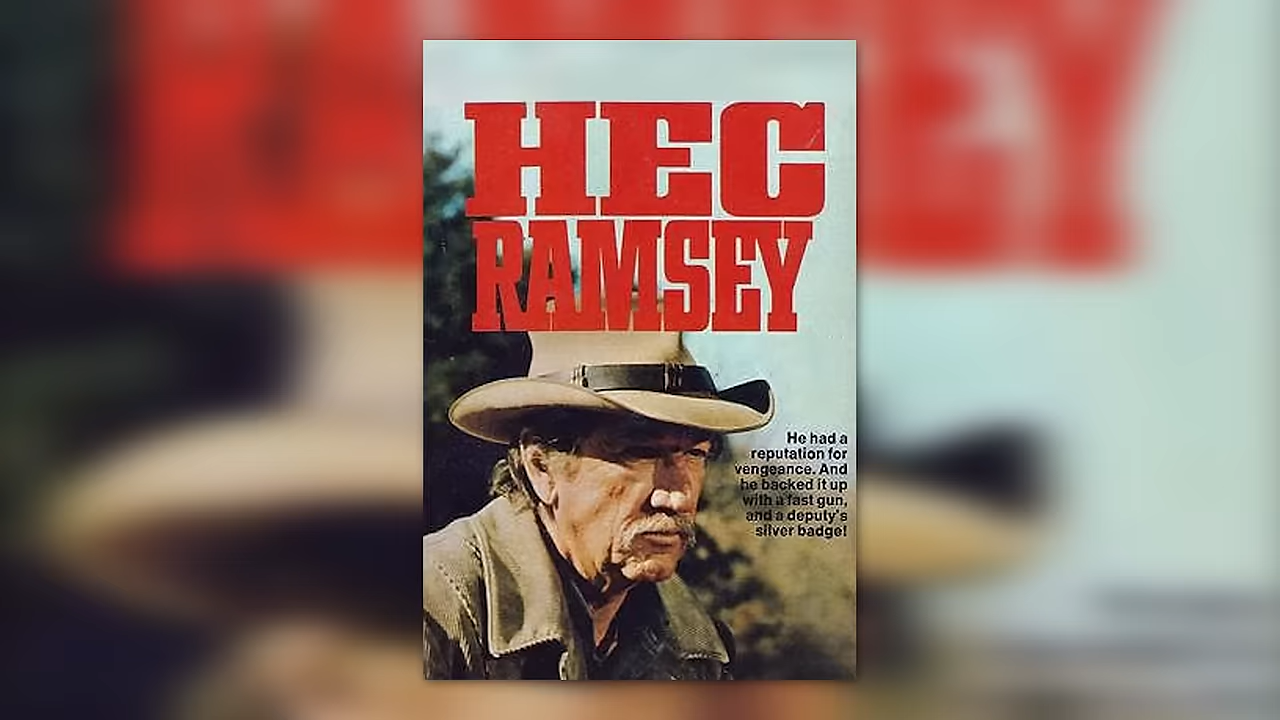 HEC
RAMSEY
He had a
reputation for
vengeance. And
he backed it up
with a fast gun,
and a deputy's
silver badge!